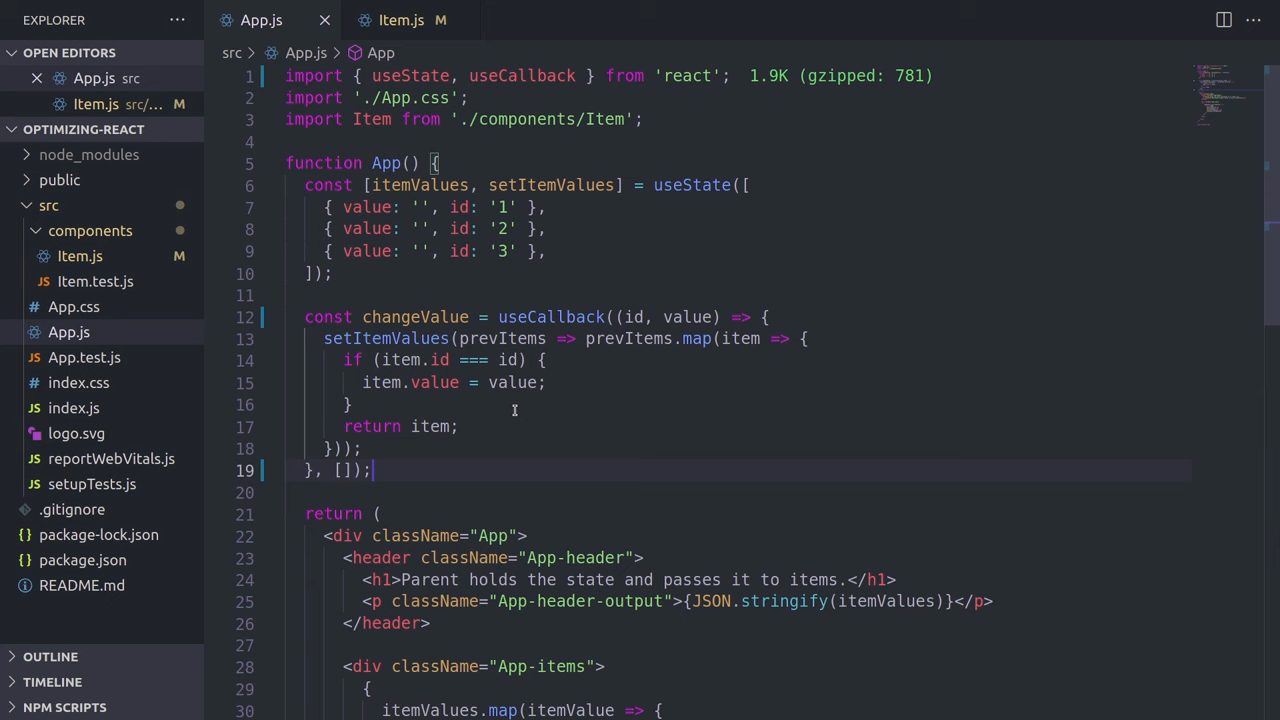 EXPLORER
OPEN EDITORS
App.js src
Item.js src/... M
OPTIMIZING-REACT
node_modules
public
src
components
Item.js M
Item.test.js
App.css
App.js
App.test.js
index.css
index.js
logo.svg
reportWebVitals.js
setupTests.js
.gitignore
package-lock.json
package.json
README.md
OUTLINE
TIMELINE
NPM SCRIPTS
App.js Item.js M
src > App.js > App
1 import { useState, useCallback } from 'react'; 1.9K (gzipped: 781)
2 import './App.css';
3 import Item from './components/Item';
4
5 function App() {
6 const [itemValues, setItemValues] = useState([
7 { value: '', id: '1' },
8 { value: '', id: '2' },
9 { value: '', id: '3' },
10 ]);
11
12 const changeValue = useCallback((id, value) => {
13 setItemValues(prevItems => prevItems.map(item => {
14 if (item.id === id) {
15 item.value = value;
16 }
17 return item;
18 }));
19 }, []);
20
21 return (
22 <div className="App">
23 <header className="App-header">
24 <h1>Parent holds the state and passes it to items.</h1>
25 <p className="App-header-output">{JSON.stringify(itemValues)}</p>
26 </header>
27
28 <div className="App-items">
29 {
30 itemValues.map(itemValue => {